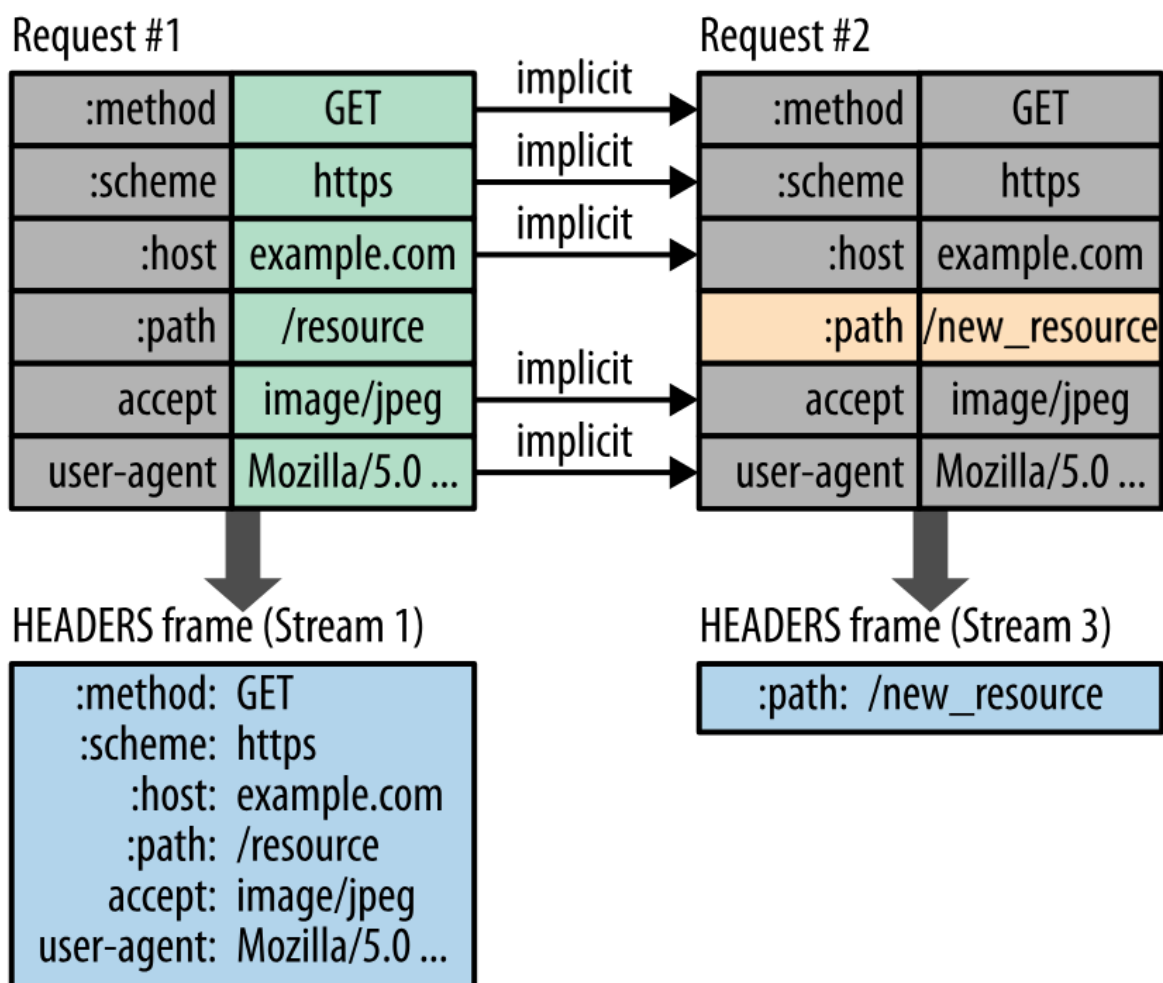 Request #1
:method GET
:scheme https
:host example.com
:path /resource
accept image/jpeg
user-agent Mozilla/5.0 ...
implicit
implicit
implicit
implicit
implicit
Request #2
:method GET
:scheme https
:host example.com
:path /new_resource
accept image/jpeg
user-agent Mozilla/5.0 ...
HEADERS frame (Stream 1)
:method: GET
:scheme: https
:host: example.com
:path: /resource
accept: image/jpeg
user-agent: Mozilla/5.0 ...
HEADERS frame (Stream 3)
:path: /new_resource